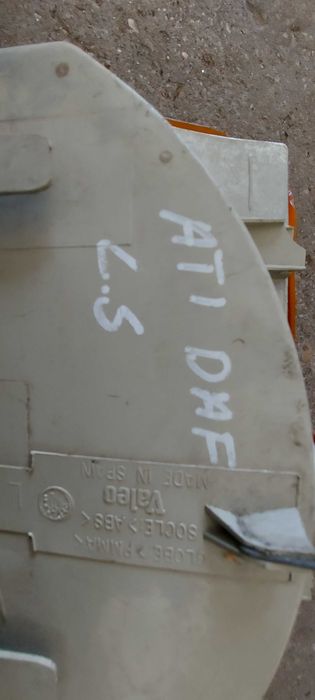 ATI DAF
L.S
GLOBE >PMMA<
SOCLE >ABS<
Valeo
MADE IN SPAIN
L